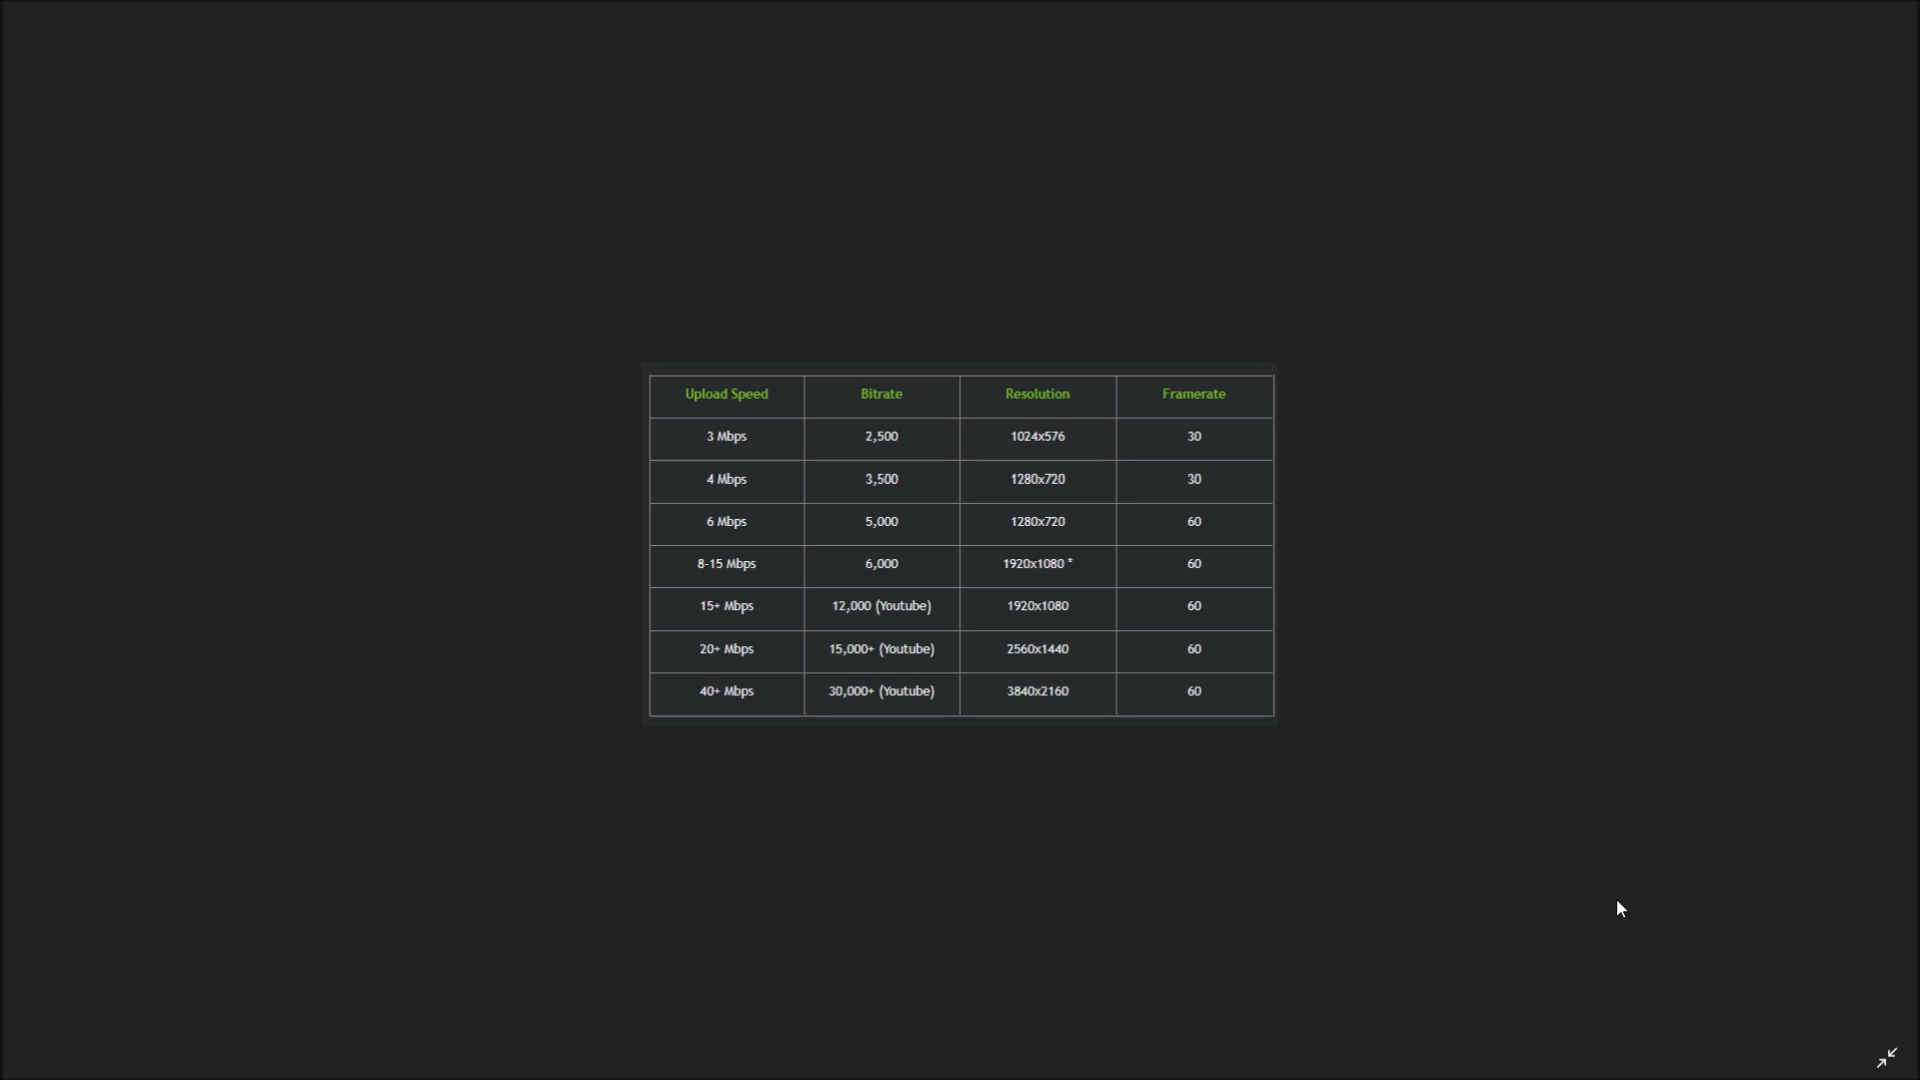 Upload Speed Bitrate Resolution Framerate
3 Mbps 2,500 1024x576 30
4 Mbps 3,500 1280x720 30
6 Mbps 5,000 1280x720 60
8-15 Mbps 6,000 1920x1080 * 60
15+ Mbps 12,000 (Youtube) 1920x1080 60
20+ Mbps 15,000+ (Youtube) 2560x1440 60
40+ Mbps 30,000+ (Youtube) 3840x2160 60